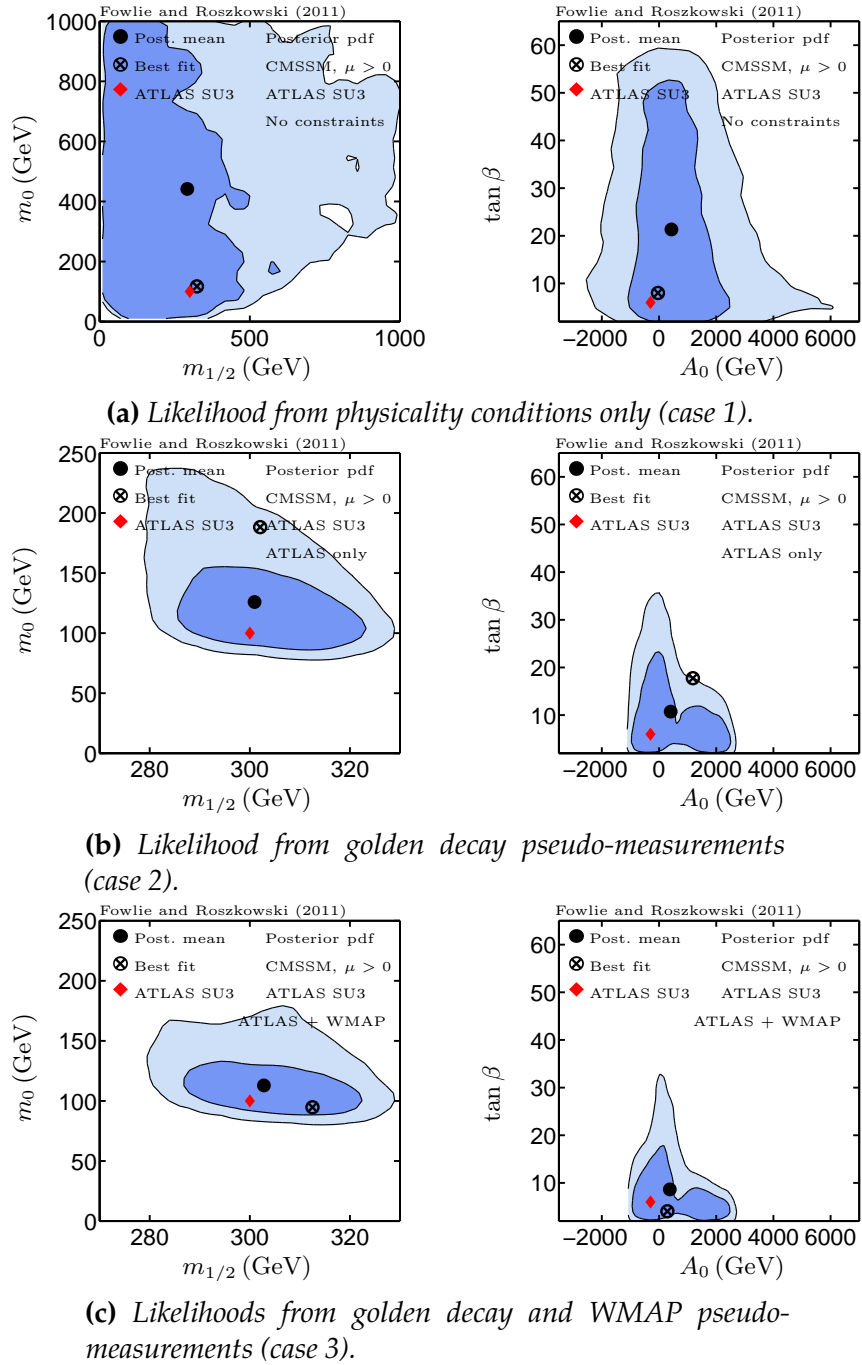 Fowlie and Roszkowski (2011)
Post. mean
Posterior pdf
Best fit
CMSSM, μ > 0
ATLAS SU3
ATLAS SU3
No constraints
m0 (GeV)
1000
800
600
400
200
0
0
500
1000
m1/2 (GeV)
Fowlie and Roszkowski (2011)
Post. mean
Posterior pdf
Best fit
CMSSM, μ > 0
ATLAS SU3
ATLAS SU3
No constraints
tan β
60
50
40
30
20
10
−2000
0
2000
4000
6000
A0 (GeV)
(a) Likelihood from physicality conditions only (case 1).
Fowlie and Roszkowski (2011)
Post. mean
Posterior pdf
Best fit
CMSSM, μ > 0
ATLAS SU3
ATLAS SU3
ATLAS only
m0 (GeV)
250
200
150
100
50
0
280
300
320
m1/2 (GeV)
Fowlie and Roszkowski (2011)
Post. mean
Posterior pdf
Best fit
CMSSM, μ > 0
ATLAS SU3
ATLAS SU3
ATLAS only
tan β
60
50
40
30
20
10
−2000
0
2000
4000
6000
A0 (GeV)
(b) Likelihood from golden decay pseudo-measurements
(case 2).
Fowlie and Roszkowski (2011)
Post. mean
Posterior pdf
Best fit
CMSSM, μ > 0
ATLAS SU3
ATLAS SU3
ATLAS + WMAP
m0 (GeV)
250
200
150
100
50
0
280
300
320
m1/2 (GeV)
Fowlie and Roszkowski (2011)
Post. mean
Posterior pdf
Best fit
CMSSM, μ > 0
ATLAS SU3
ATLAS SU3
ATLAS + WMAP
tan β
60
50
40
30
20
10
−2000
0
2000
4000
6000
A0 (GeV)
(c) Likelihoods from golden decay and WMAP pseudo-
measurements (case 3).